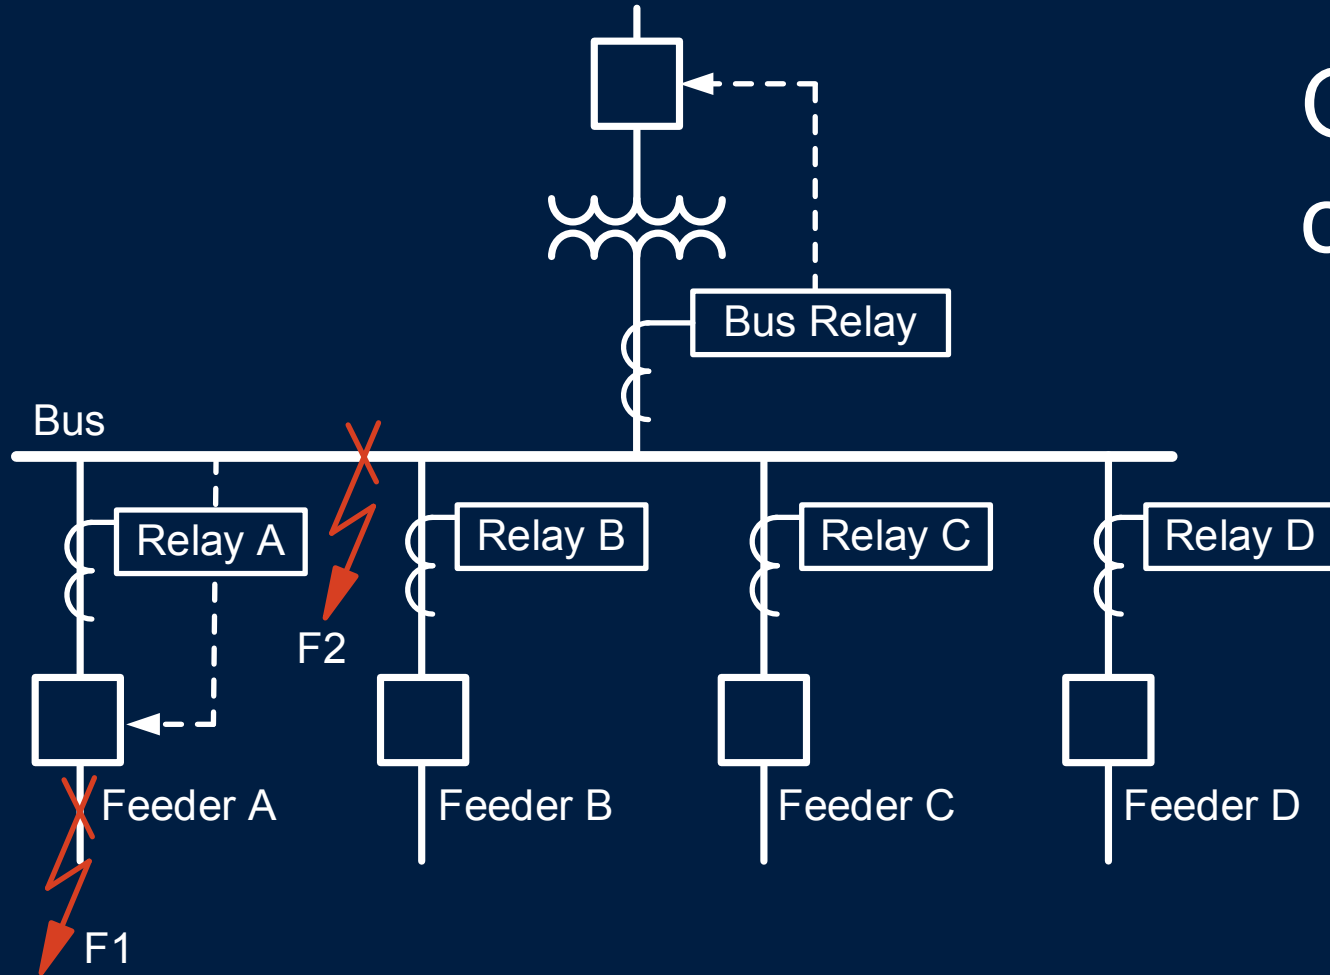 Bus Relay
Bus
Relay A
Relay B
Relay C
Relay D
F2
Feeder A
Feeder B
Feeder C
Feeder D
F1